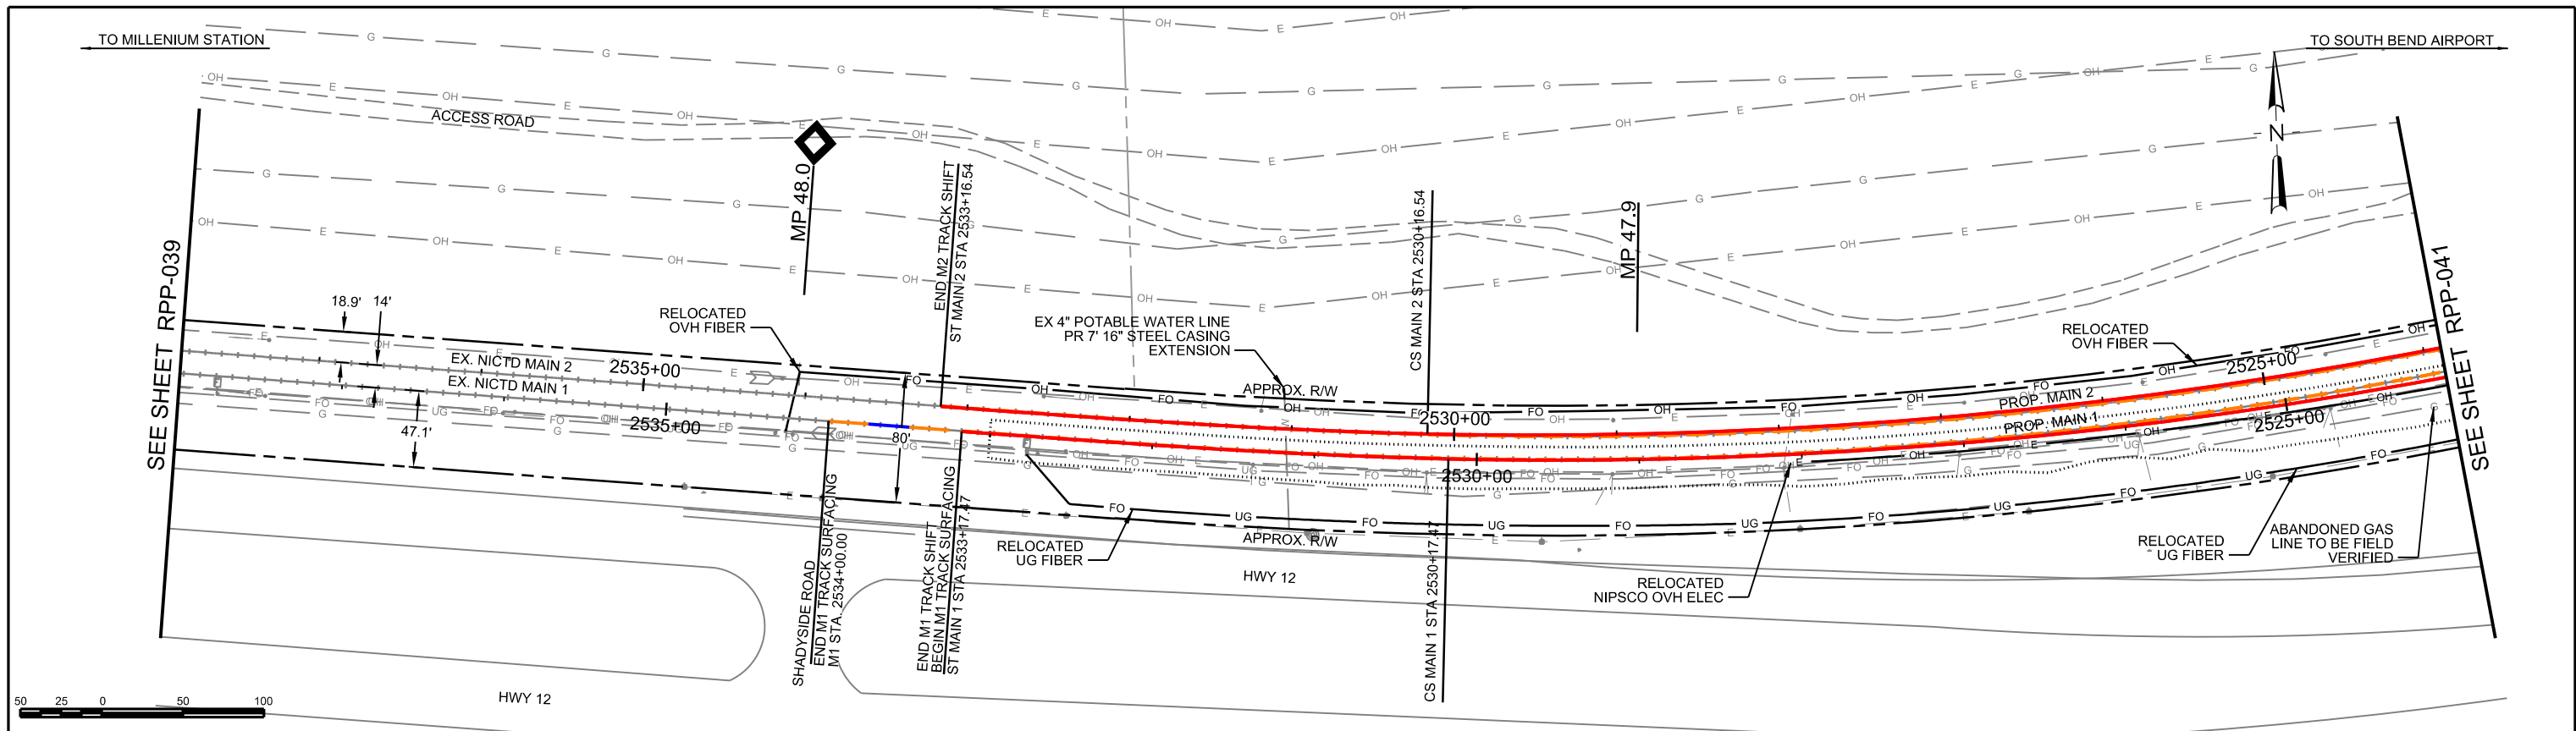 TO MILLENIUM STATION
TO SOUTH BEND AIRPORT
ACCESS ROAD
N
MP 48.0
END M2 TRACK SHIFT
ST MAIN 2 STA 2533+16.54
CS MAIN 2 STA 2530+16.54
MP 47.9
SEE SHEET RPP-039
SEE SHEET RPP-041
18.9'
14'
RELOCATED
OVH FIBER
EX 4" POTABLE WATER LINE
PR 7' 16" STEEL CASING
EXTENSION
RELOCATED
OVH FIBER
EX. NICTD MAIN 2
2535+00
EX. NICTD MAIN 1
2535+00
APPROX. R/W
2530+00
2525+00
PROP. MAIN 2
PROP. MAIN 1
2525+00
47.1'
80'
2530+00
SHADYSIDE ROAD
END M1 TRACK SURFACING
M1 STA. 2534+00.00
END M1 TRACK SHIFT
BEGIN M1 TRACK SURFACING
ST MAIN 1 STA 2533+17.47
RELOCATED
UG FIBER
APPROX. R/W
CS MAIN 1 STA 2530+17.47
RELOCATED
NIPSCO OVH ELEC
RELOCATED
UG FIBER
ABANDONED GAS
LINE TO BE FIELD
VERIFIED
HWY 12
HWY 12
50 25 0 50 100